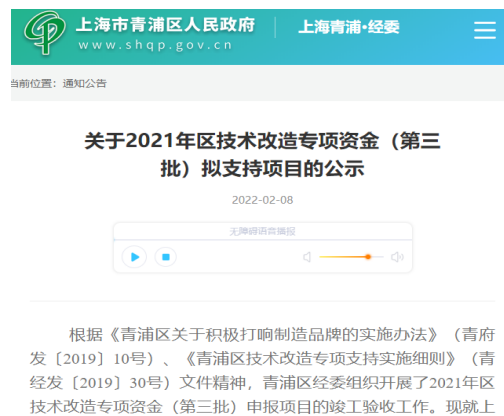 上海市青浦区人民政府
上海青浦·经委
www.shqp.gov.cn
当前位置：通知公告
关于2021年区技术改造专项资金（第三
批）拟支持项目的公示
2022-02-08
无障碍语音播报
根据《青浦区关于积极打响制造品牌的实施办法》（青府
发〔2019〕10号）、《青浦区技术改造专项支持实施细则》（青
经发〔2019〕30号）文件精神，青浦区经委组织开展了2021年区
技术改造专项资金（第三批）申报项目的竣工验收工作。现就上